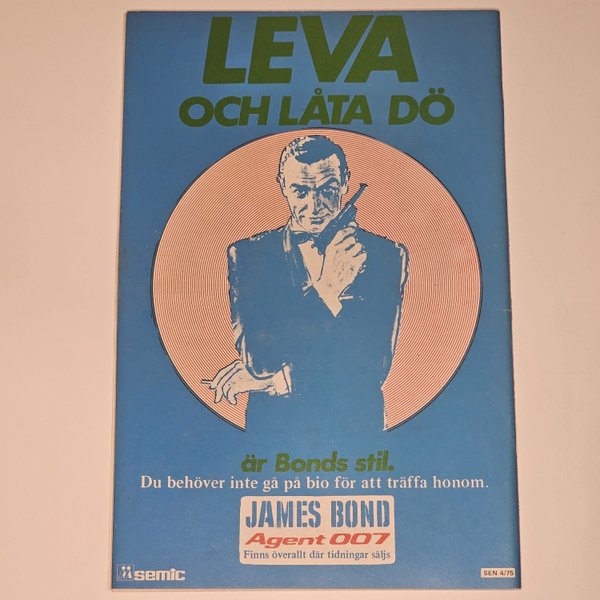 LEVA
OCH LÅTA DÖ
är Bonds stil.
Du behöver inte gå på bio för att träffa honom.
JAMES BOND
Agent 007
Finns överallt där tidningar säljs
semic
SEN 4/75